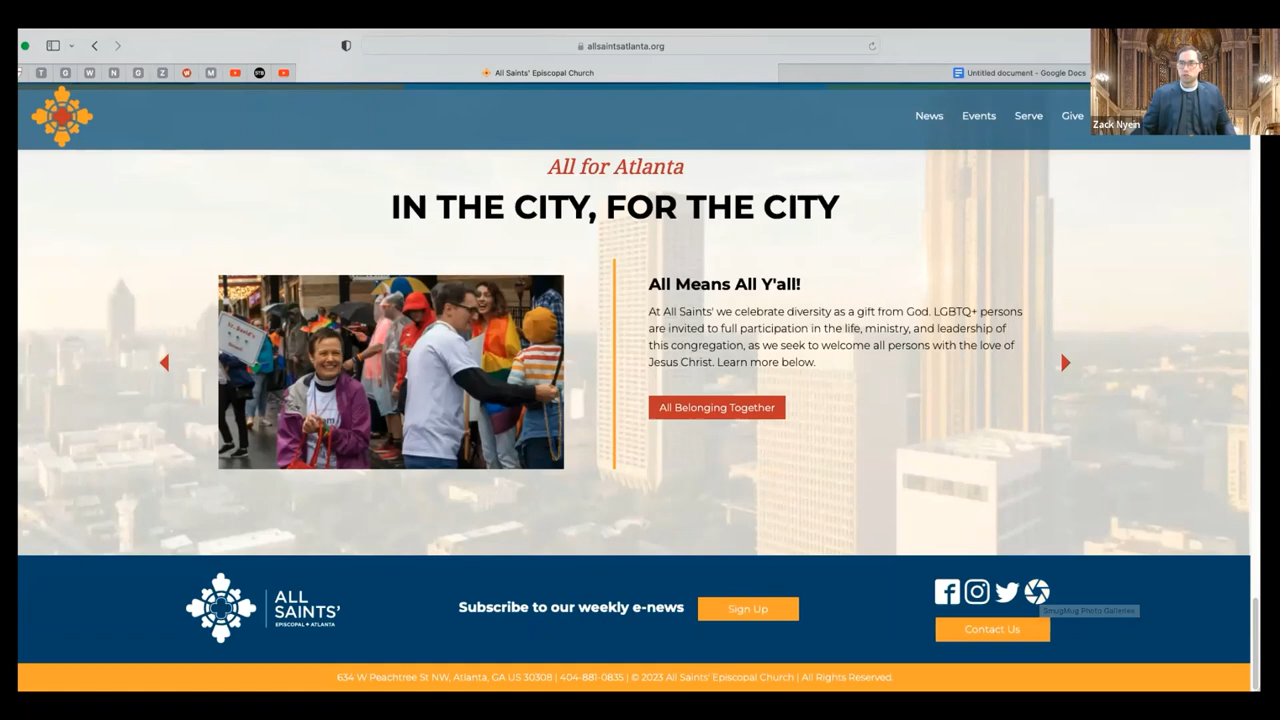 allsaintsatlanta.org
T G W N G Z M STB
All Saints' Episcopal Church
Untitled document - Google Docs
Zack Nyein
News Events Serve Give
All for Atlanta
IN THE CITY, FOR THE CITY
All Means All Y'all!
At All Saints' we celebrate diversity as a gift from God. LGBTQ+ persons
are invited to full participation in the life, ministry, and leadership of
this congregation, as we seek to welcome all persons with the love of
Jesus Christ. Learn more below.
All Belonging Together
ALL
SAINTS'
EPISCOPAL ATLANTA
Subscribe to our weekly e-news
Sign Up
SmugMug Photo Galleries
Contact Us
634 W Peachtree St NW, Atlanta, GA US 30308 | 404-881-0835 | © 2023 All Saints' Episcopal Church | All Rights Reserved.